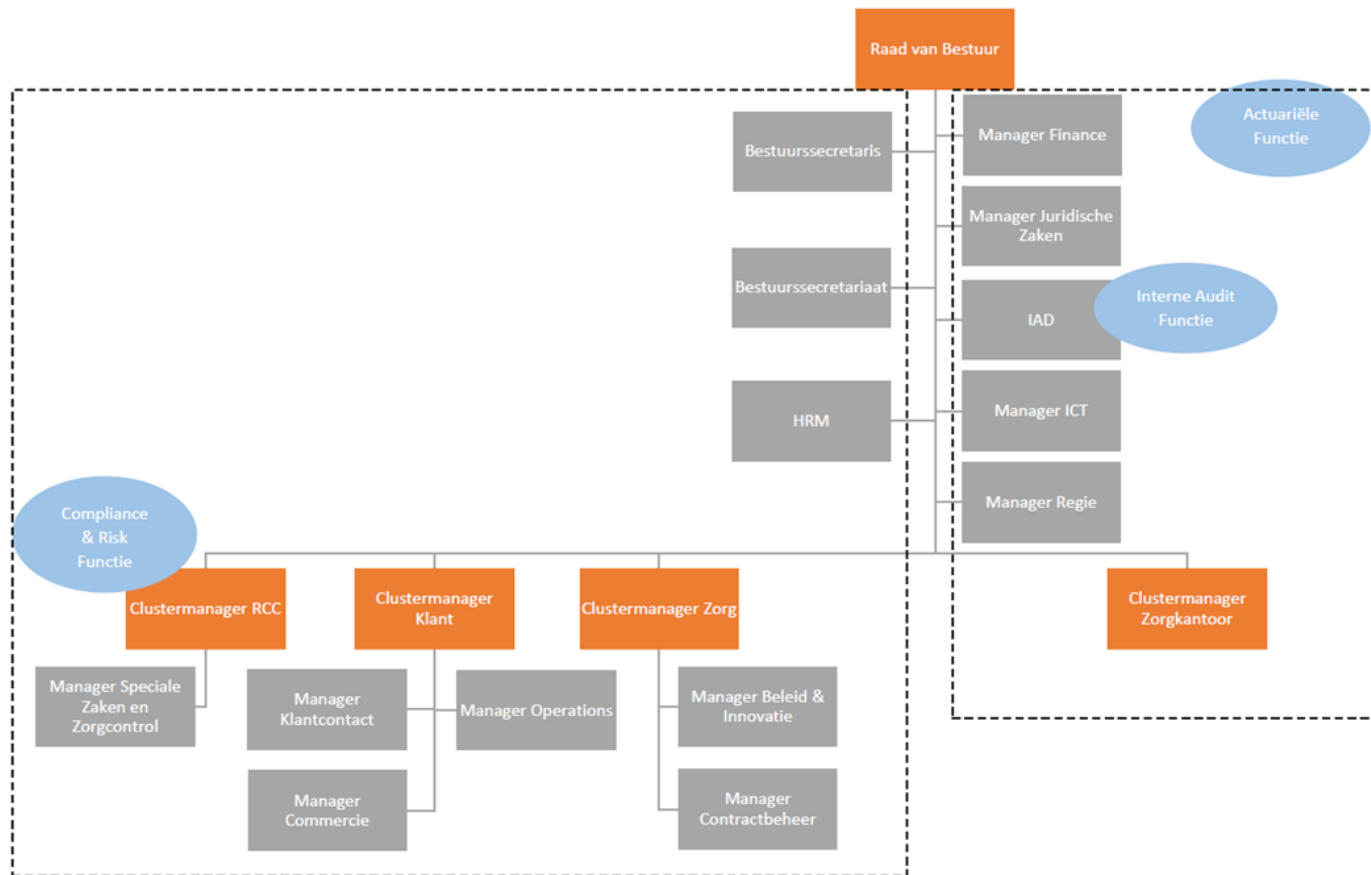 Raad van Bestuur
Actuariële
Functie
Bestuurssecretaris
Manager Finance
Manager Juridische
Zaken
Bestuurssecretariaat
IAD
Interne Audit
Functie
HRM
Manager ICT
Manager Regie
Compliance
& Risk
Functie
Clustermanager RCC
Clustermanager
Klant
Clustermanager Zorg
Clustermanager
Zorgkantoor
Manager Speciale
Zaken en
Zorgcontrol
Manager
Klantcontact
Manager Operations
Manager Beleid &
Innovatie
Manager
Commercie
Manager
Contractbeheer